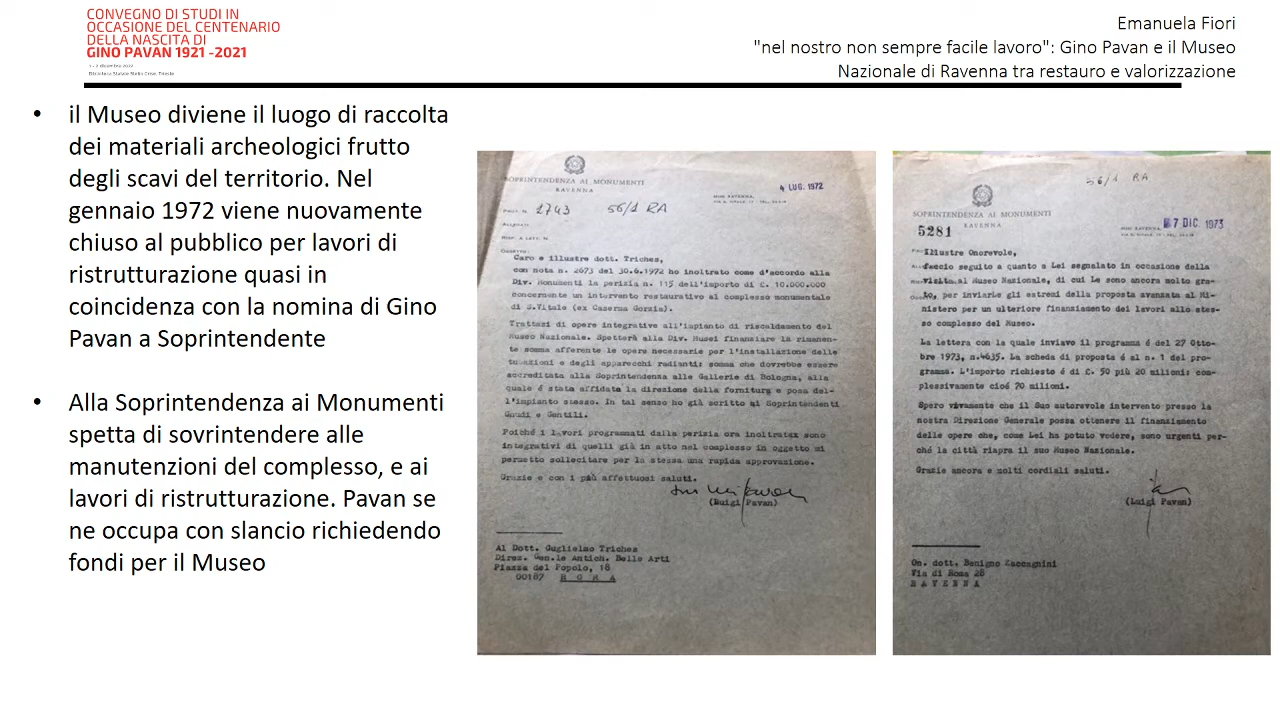 CONVEGNO DI STUDI IN
OCCASIONE DEL CENTENARIO
DELLA NASCITA DI
GINO PAVAN 1921 -2021
Emanuela Fiori
"nel nostro non sempre facile lavoro": Gino Pavan e il Museo
Nazionale di Ravenna tra restauro e valorizzazione
• il Museo diviene il luogo di raccolta
dei materiali archeologici frutto
degli scavi del territorio. Nel
gennaio 1972 viene nuovamente
chiuso al pubblico per lavori di
ristrutturazione quasi in
coincidenza con la nomina di Gino
Pavan a Soprintendente
• Alla Soprintendenza ai Monumenti
spetta di sovrintendere alle
manutenzioni del complesso, e ai
lavori di ristrutturazione. Pavan se
ne occupa con slancio richiedendo
fondi per il Museo
SOPRINTENDENZA AI MONUMENTI
RAVENNA
4 LUG. 1972
PROT. N. 2743 56/1 RA
Caro e illustre dott. Triches,
con nota n. 2673 del 30.6.1972 ho inoltrato come d'accordo alla
Div. Monumenti la perizia n. 115 dell'importo di £. 10.000.000
concernente un intervento restaurativo al complesso monumentale
di S.Vitale (ex Caserma Gorzia).
Trattasi di opere integrative all'impianto di riscaldamento del
Museo Nazionale. Spetterà alla Div. Musei finanziare la rimanen-
te somma afferente le opere necessarie per l'installazione delle
tubazioni e degli apparecchi radianti; somma che dovrebbe essere
accreditata alla Soprintendenza alle Gallerie di Bologna, alla
quale é stata affidata la direzione della fornitura e posa del-
l'impianto stesso. In tal senso ho già scritto ai Soprintendenti
Gnudi e Gentili.
Poiché i lavori programmati dalla perizia ora inoltrata sono
integrativi di quelli già in atto nel complesso in oggetto mi
permetto sollecitare per la stessa una rapida approvazione.
Grazie e con i più affettuosi saluti.
(Luigi Pavan)
Al Dott. Guglielmo Triches
Direz. Gen.le Antich. Belle Arti
Piazza del Popolo, 18
00187 R O M A
56/1 RA
SOPRINTENDENZA AI MONUMENTI
RAVENNA
5281
7 DIC. 1973
Illustre Onorevole,
faccio seguito a quanto a Lei segnalato in occasione della
visita al Museo Nazionale, di cui Le sono ancora molto gra-
to, per inviarLe gli estremi della proposta avanzata al Mi-
nistero per un ulteriore finanziamento dei lavori allo stes-
so complesso del Museo.
La lettera con la quale inviavo il programma é del 27 Otto-
bre 1973, n.4635. La scheda di proposta é al n. 1 del pro-
gramma. L'importo richiesto é di £. 50 più 20 milioni: com-
plessivamente cioé 70 milioni.
Spero vivamente che il Suo autorevole intervento presso la
nostra Direzione Generale possa ottenere il finanziamento
delle opere che, come Lei ha potuto vedere, sono urgenti per-
ché la città riapra il suo Museo Nazionale.
Grazie ancora e molti cordiali saluti.
(Luigi Pavan)
On. dott. Benigno Zaccagnini
Via di Roma 28
R A V E N N A